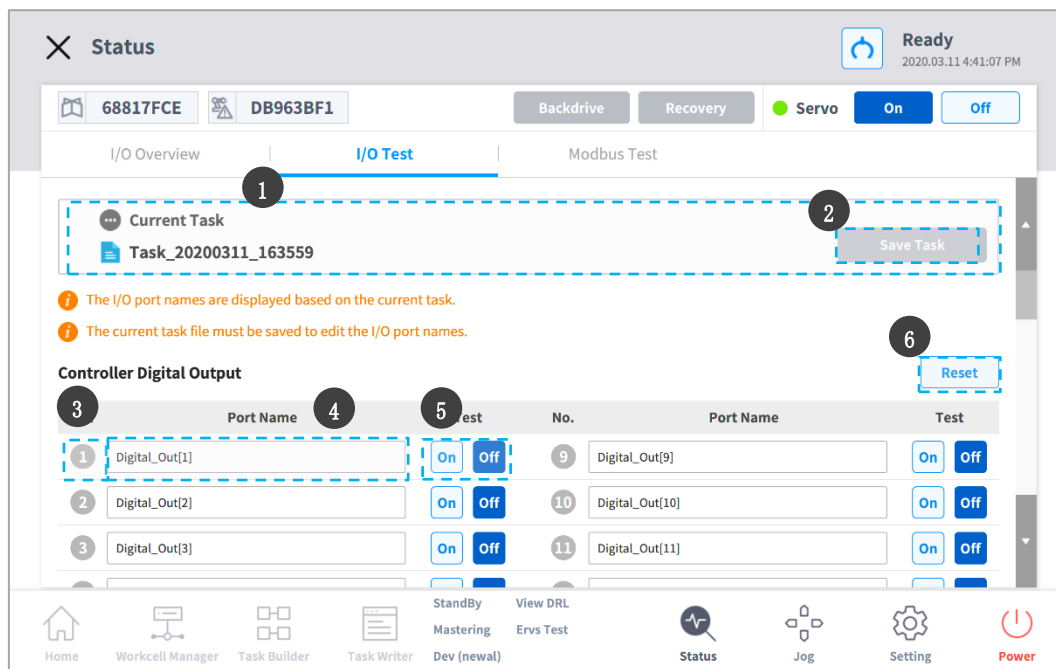 Status
Ready
2020.03.11 4:41:07 PM
68817FCE
DB963BF1
Backdrive
Recovery
Servo
On
Off
I/O Overview
I/O Test
Modbus Test
1
Current Task
Task_20200311_163559
2
Save Task
i The I/O port names are displayed based on the current task.
i The current task file must be saved to edit the I/O port names.
6
Controller Digital Output
Reset
3
Port Name
4
5
est
No.
Port Name
Test
1 Digital_Out[1] On Off 9 Digital_Out[9] On Off
2 Digital_Out[2] On Off 10 Digital_Out[10] On Off
3 Digital_Out[3] On Off 11 Digital_Out[11] On Off
Home
Workcell Manager
Task Builder
Task Writer
StandBy
Mastering
Dev (newal)
View DRL
Ervs Test
Status
Jog
Setting
Power